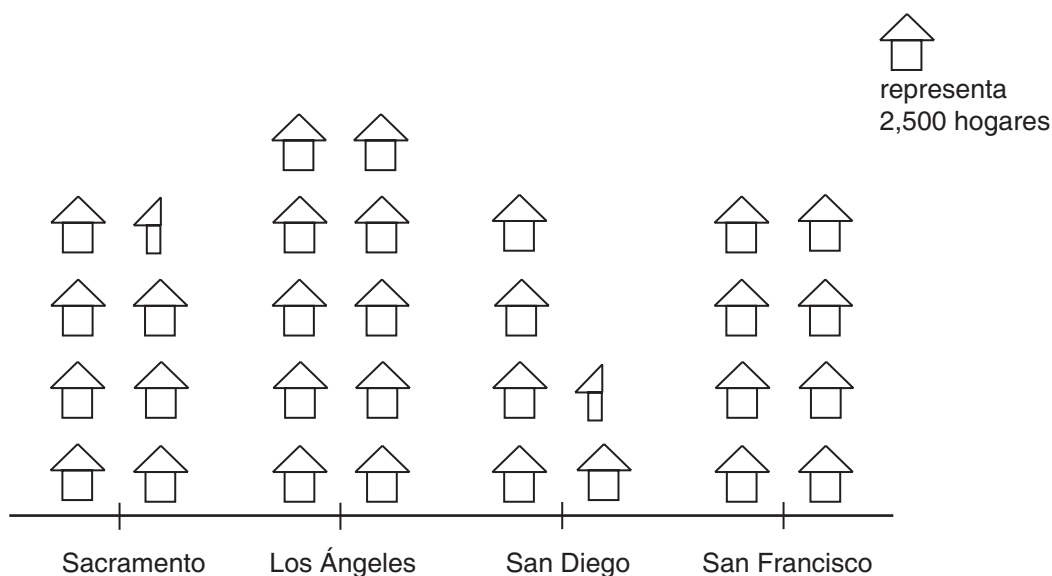 representa
2,500 hogares
Sacramento
Los Ángeles
San Diego
San Francisco